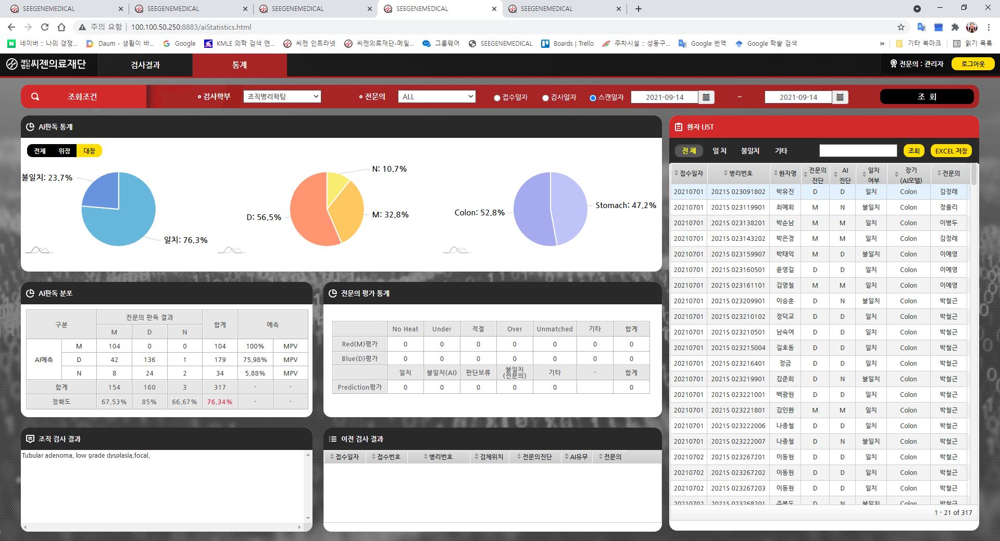 SEEGENEMEDICAL
SEEGENEMEDICAL
SEEGENEMEDICAL
SEEGENEMEDICAL
SEEGENEMEDICAL
주의 요함 100.100.50.250:8883/aiStatistics.html
네이버 :: 나의 경쟁...
Daum - 생활이 바...
Google
KMLE 의학 검색 엔...
씨젠 인트라넷
씨젠의료재단-메일...
그룹웨어
SEEGENEMEDICAL
Boards | Trello
주차시설 :: 성동구...
Google 번역
Google 학술 검색
»
기타 북마크
읽기 목록
재단법인 씨젠의료재단
검사결과
통계
전문의 : 관리자
로그아웃
조회조건
검사학부
조직병리학팀
전문의
ALL
접수일자
검사일자
스캔일자
2021-09-14
~
2021-09-14
조 회
AI판독 통계
전체 위장 대장
불일치: 23.7%
일치: 76.3%
N: 10.7%
D: 56.5%
M: 32.8%
Colon: 52.8%
Stomach: 47.2%
AI판독 분포
구분 전문의 판독 결과 합계 예측
M D N
AI예측
M 104 0 0 104 100% MPV
D 42 136 1 179 75.98% MPV
N 8 24 2 34 5.88% MPV
합계 154 160 3 317 - -
정확도 67.53% 85% 66.67% 76.34% - -
전문의 평가 통계
No Heat Under 적절 Over Unmatched 기타 합계
Red(M)평가 0 0 0 0 0 0 0
Blue(D)평가 0 0 0 0 0 0 0
일치 불일치(AI) 판단보류 불일치(전문의) 기타 - 합계
Prediction평가 0 0 0 0 0 0
조직 검사 결과
Tubular adenoma, low grade dysplasia,focal.
이전 검사 결과
접수일자 접수번호 병리번호 검체위치 전문의진단 AI유무 전문의
환자 LIST
전 체 일 치 불일치 기타
조회
EXCEL 저장
접수일자 병리번호 환자명 전문의진단 AI진단 일치여부 장기(AI모델) 전문의
20210701 2021S 023091802 박유진 D D 일치 Colon 김정례
20210701 2021S 023119901 최예희 M N 불일치 Colon 정율리
20210701 2021S 023138201 박순남 M M 일치 Colon 이병두
20210701 2021S 023143202 박은경 M M 일치 Colon 김정례
20210701 2021S 023159907 박태익 M D 불일치 Colon 이예영
20210701 2021S 023160501 윤영길 D D 일치 Colon 이예영
20210701 2021S 023161101 김영철 M M 일치 Colon 이예영
20210701 2021S 023209901 이승훈 D N 불일치 Colon 박철근
20210701 2021S 023210102 정덕교 D D 일치 Colon 박철근
20210701 2021S 023210501 남숙여 D D 일치 Colon 박철근
20210701 2021S 023215004 길호동 D D 일치 Colon 박철근
20210701 2021S 023216401 정금 D D 일치 Colon 박철근
20210701 2021S 023219901 김준희 D N 불일치 Colon 박철근
20210701 2021S 023221001 백광현 D D 일치 Colon 박철근
20210701 2021S 023221801 김인환 M M 일치 Colon 박철근
20210701 2021S 023222006 나종철 D D 일치 Colon 박철근
20210701 2021S 023222007 나종철 D N 불일치 Colon 박철근
20210702 2021S 023267201 이동현 D D 일치 Colon 박철근
20210702 2021S 023267202 이동현 D D 일치 Colon 박철근
20210702 2021S 023267203 이동현 D D 일치 Colon 박철근
20210702 2021S 023268201 D N 불일치 Colon 박철근
1 - 21 of 317